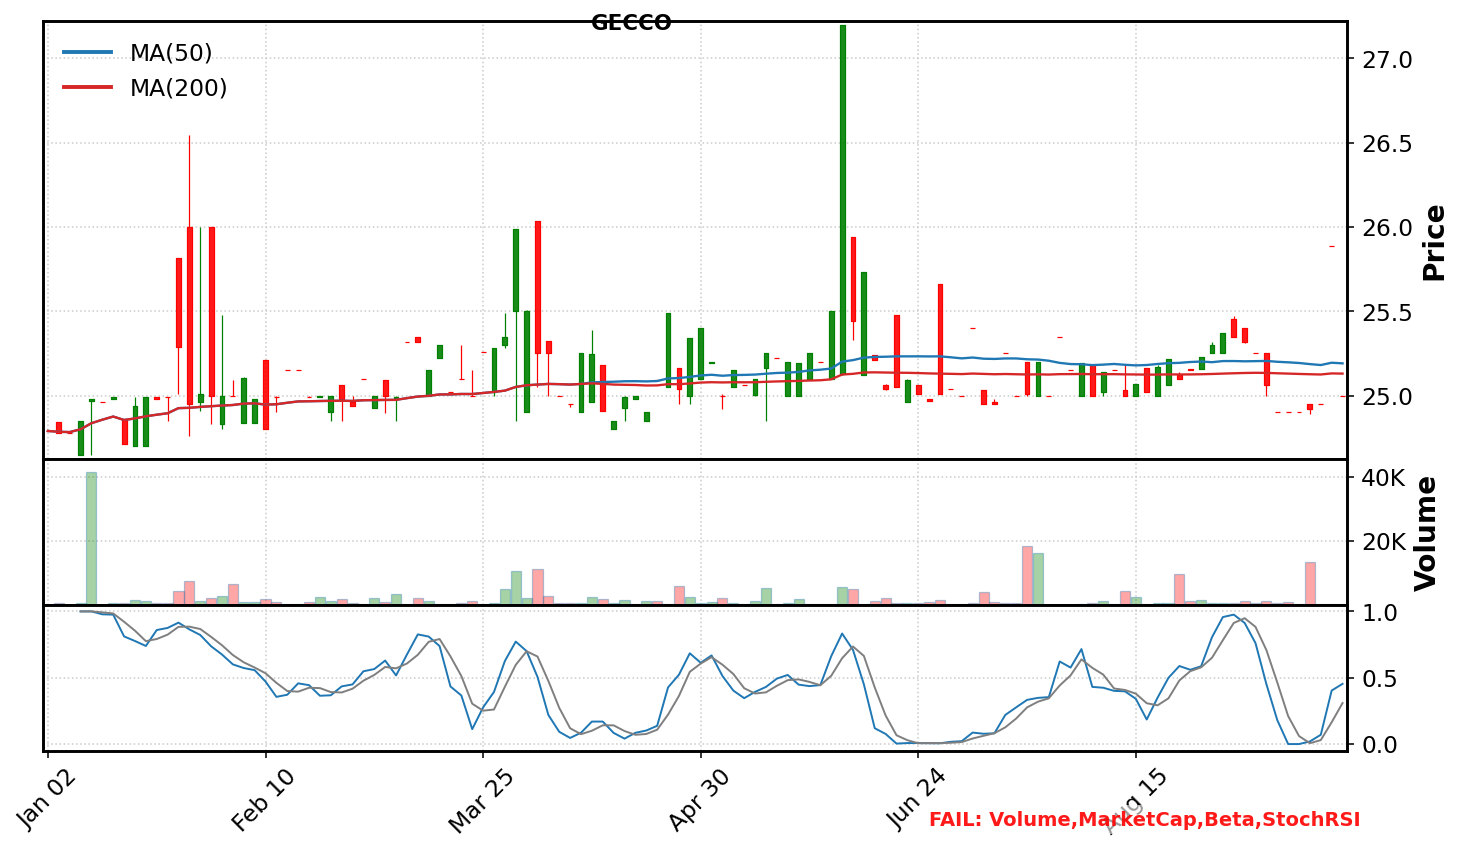 GECCO
MA(50)
MA(200)
27.0
26.5
26.0
25.5
25.0
Price
40K
20K
Volume
1.0
0.5
0.0
Jan 02
Feb 10
Mar 25
Apr 30
Jun 24
Aug 15
FAIL: Volume,MarketCap,Beta,StochRSI